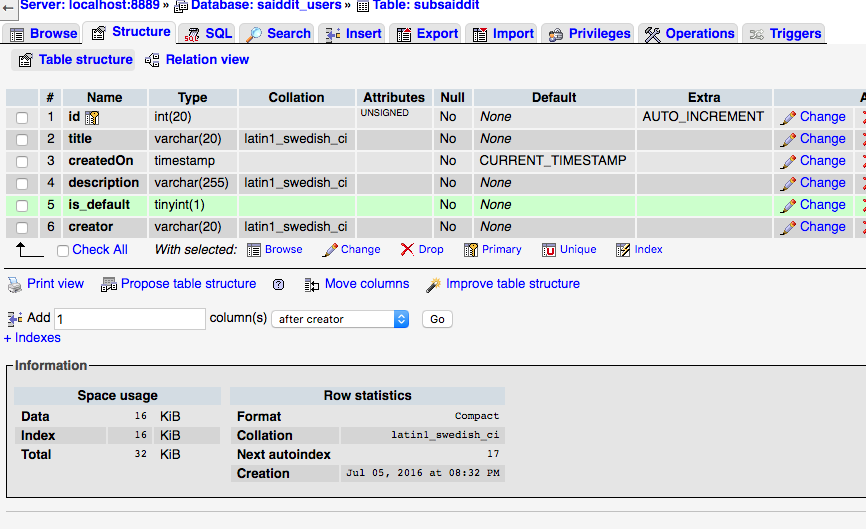 Server: localhost:8889 » Database: saiddit_users » Table: subsaiddit
Browse Structure SQL Search Insert Export Import Privileges Operations Triggers
Table structure Relation view
# Name Type Collation Attributes Null Default Extra
1 id int(20) UNSIGNED No None AUTO_INCREMENT Change
2 title varchar(20) latin1_swedish_ci No None Change
3 createdOn timestamp No CURRENT_TIMESTAMP Change
4 description varchar(255) latin1_swedish_ci No None Change
5 is_default tinyint(1) No None Change
6 creator varchar(20) latin1_swedish_ci No None Change
Check All With selected: Browse Change Drop Primary Unique Index
Print view Propose table structure Move columns Improve table structure
Add 1 column(s) after creator Go
+ Indexes
Information
Space usage
Data 16 KiB
Index 16 KiB
Total 32 KiB
Row statistics
Format Compact
Collation latin1_swedish_ci
Next autoindex 17
Creation Jul 05, 2016 at 08:32 PM